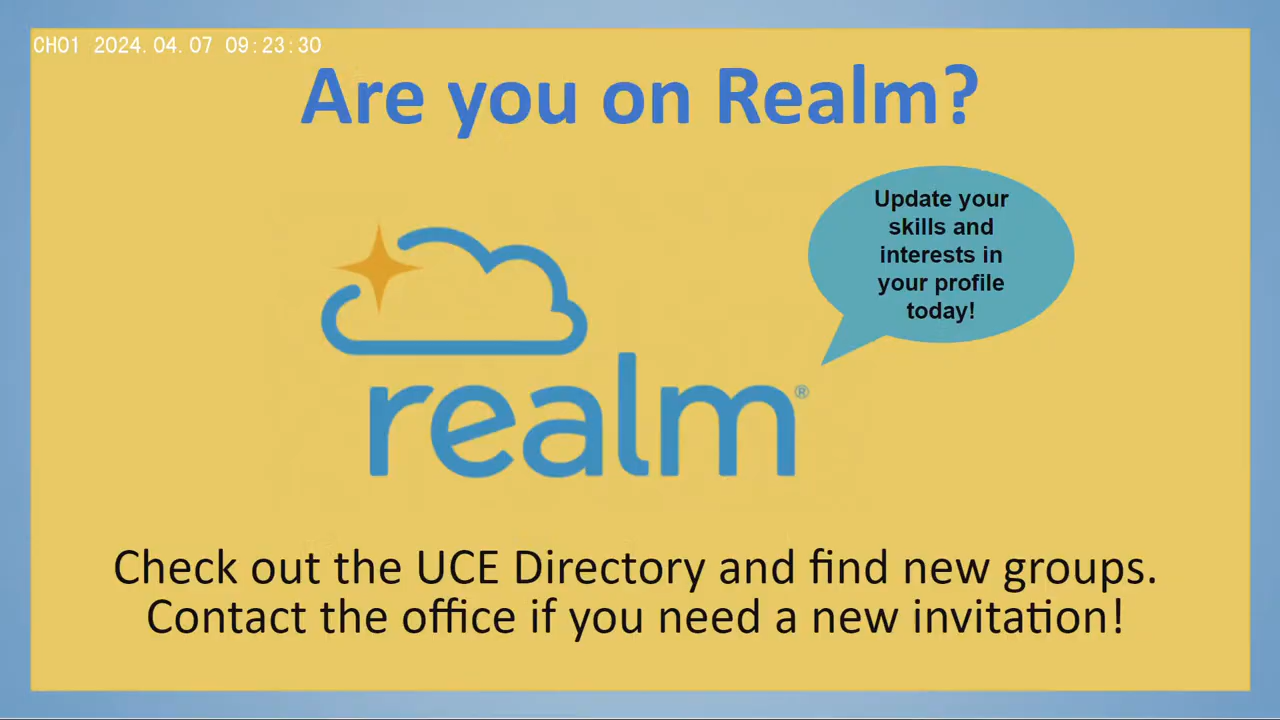 CH01 2024.04.07 09:23:30
Are you on Realm?
Update your
skills and
interests in
your profile
today!
realm®
Check out the UCE Directory and find new groups.
Contact the office if you need a new invitation!